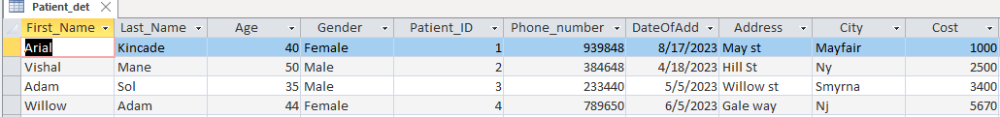 Patient_det
First_Name Last_Name Age Gender Patient_ID Phone_number DateOfAdd Address City Cost
Arial Kincade 40 Female 1 939848 8/17/2023 May st Mayfair 1000
Vishal Mane 50 Male 2 384648 4/18/2023 Hill St Ny 2500
Adam Sol 35 Male 3 233440 5/5/2023 Willow st Smyrna 3400
Willow Adam 44 Female 4 789650 6/5/2023 Gale way Nj 5670